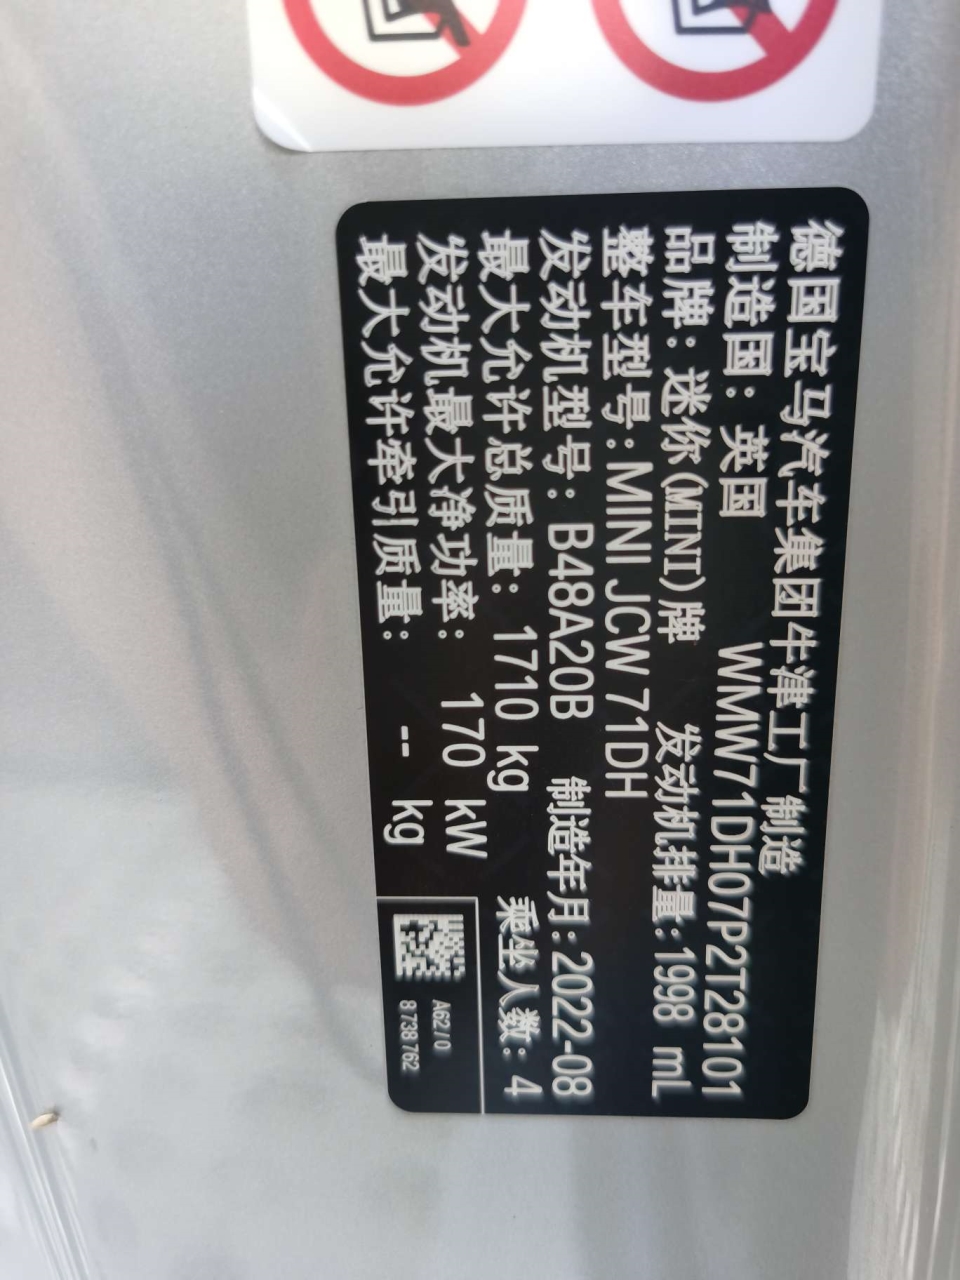 德国宝马汽车集团牛津工厂制造
制造国：英国 WMW71DH07P2T28101
品牌：迷你(MINI)牌 发动机排量：1998 mL
整车型号：MINI JCW 71DH
发动机型号：B48A20B 制造年月：2022-08
最大允许总质量：1710 kg 乘坐人数：4
发动机最大净功率：170 kW
最大允许牵引质量：-- kg
A62 / 0
8 738 762